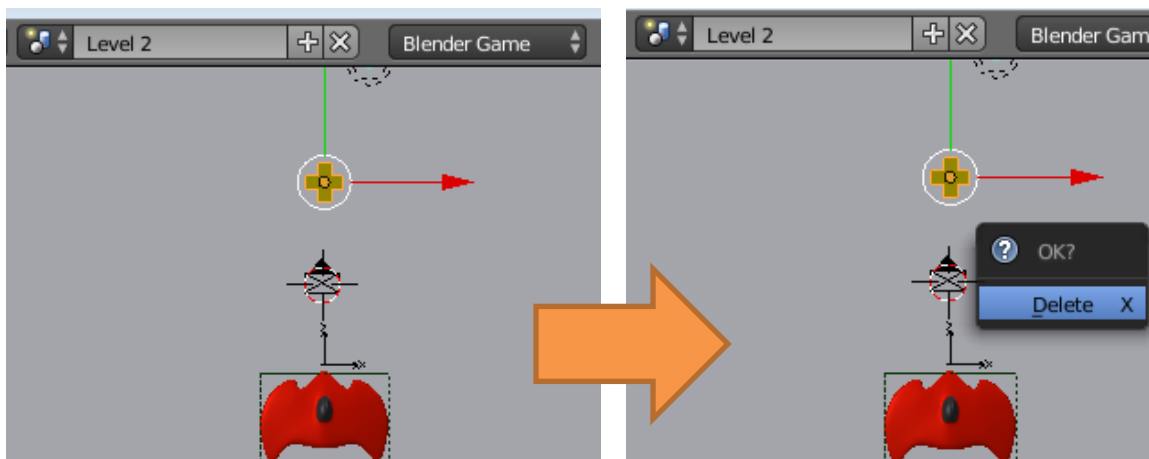 Level 2
Blender Game
x
Level 2
Blender Gam
OK?
Delete X
x